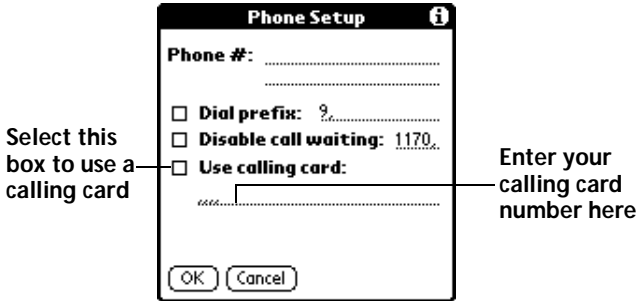 Phone Setup i
Phone #:
Dial prefix: 9,
Disable call waiting: 1170,
Use calling card:
,,,,
OK Cancel
Select this
box to use a
calling card
Enter your
calling card
number here